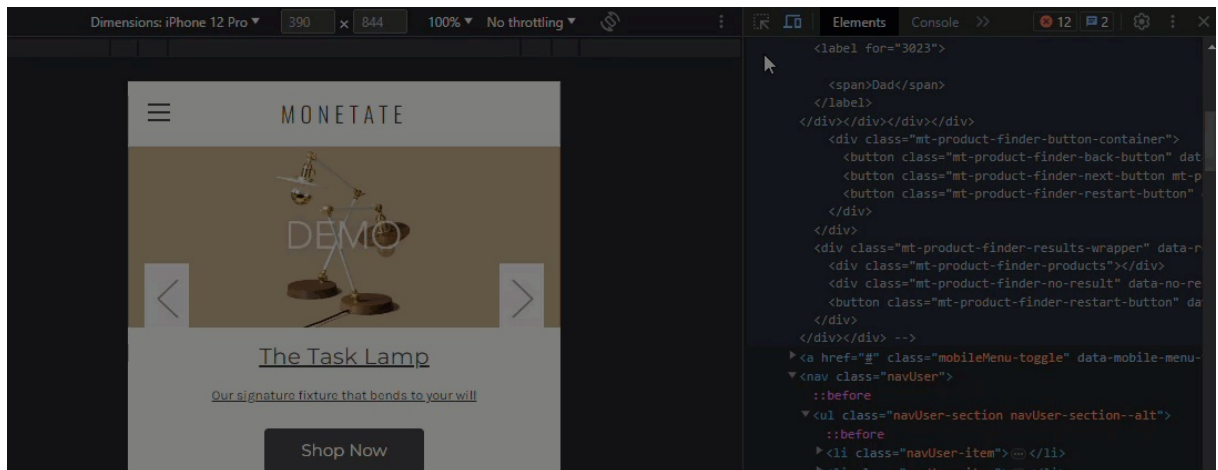 Dimensions: iPhone 12 Pro ▼ 390 x 844 100% ▼ No throttling ▼
Elements Console 12 2
<label for="3023">
<span>Dad</span>
</label>
</div></div></div></div>
<div class="mt-product-finder-button-container">
<button class="mt-product-finder-back-button" dat
<button class="mt-product-finder-next-button mt-p
<button class="mt-product-finder-restart-button"
</div>
</div>
<div class="mt-product-finder-results-wrapper" data-r
<div class="mt-product-finder-products"></div>
<div class="mt-product-finder-no-result" data-no-re
<button class="mt-product-finder-restart-button" da
</div>
</div></div> -->
<a href="#" class="mobileMenu-toggle" data-mobile-menu-
<nav class="navUser">
::before
<ul class="navUser-section navUser-section--alt">
::before
<li class="navUser-item">…</li>
MONETATE
DEMO
The Task Lamp
Our signature fixture that bends to your will
Shop Now